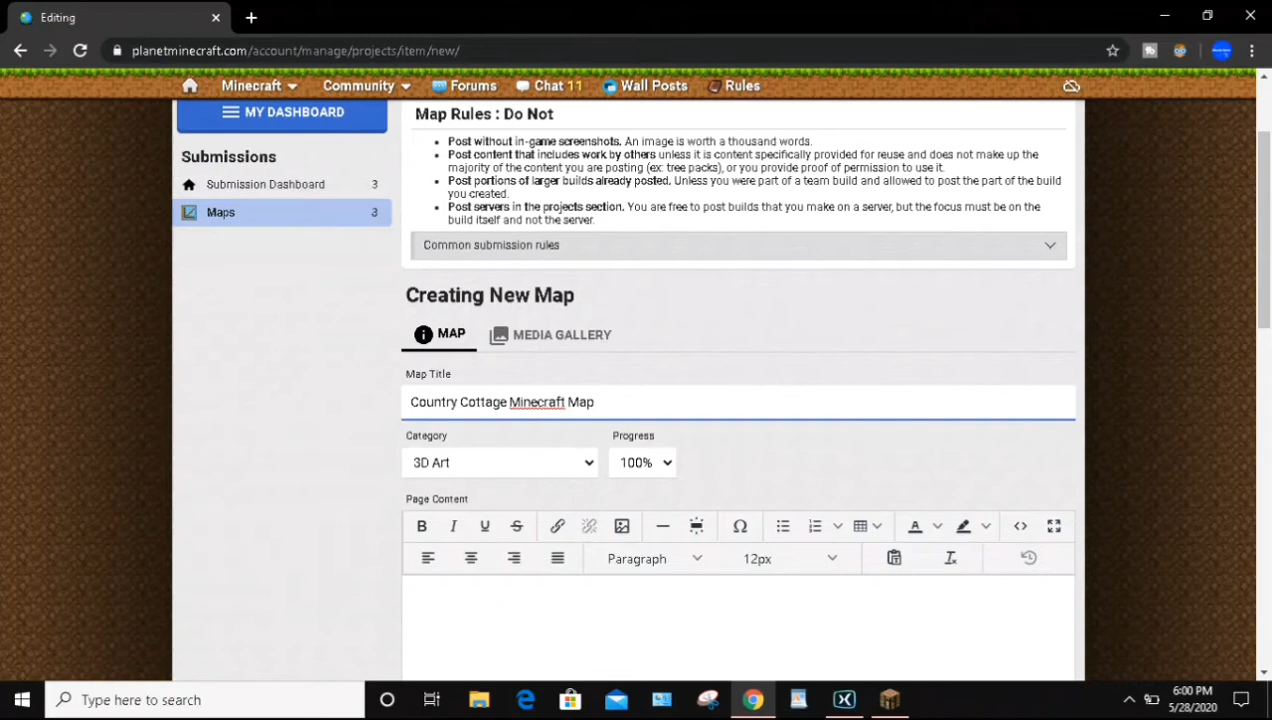 Editing
planetminecraft.com/account/manage/projects/item/new/
Minecraft Community Forums Chat 11 Wall Posts Rules
MY DASHBOARD
Submissions
Submission Dashboard 3
Maps 3
Map Rules : Do Not
Post without in-game screenshots. An image is worth a thousand words.
Post content that includes work by others unless it is content specifically provided for reuse and does not make up the
majority of the content you are posting (ex: tree packs), or you provide proof of permission to use it.
Post portions of larger builds already posted. Unless you were part of a team build and allowed to post the part of the build
you created.
Post servers in the projects section. You are free to post builds that you make on a server, but the focus must be on the
build itself and not the server.
Common submission rules
Creating New Map
MAP MEDIA GALLERY
Map Title
Country Cottage Minecraft Map
Category Progress
3D Art 100%
Page Content
Paragraph 12px
Type here to search
6:00 PM
5/28/2020